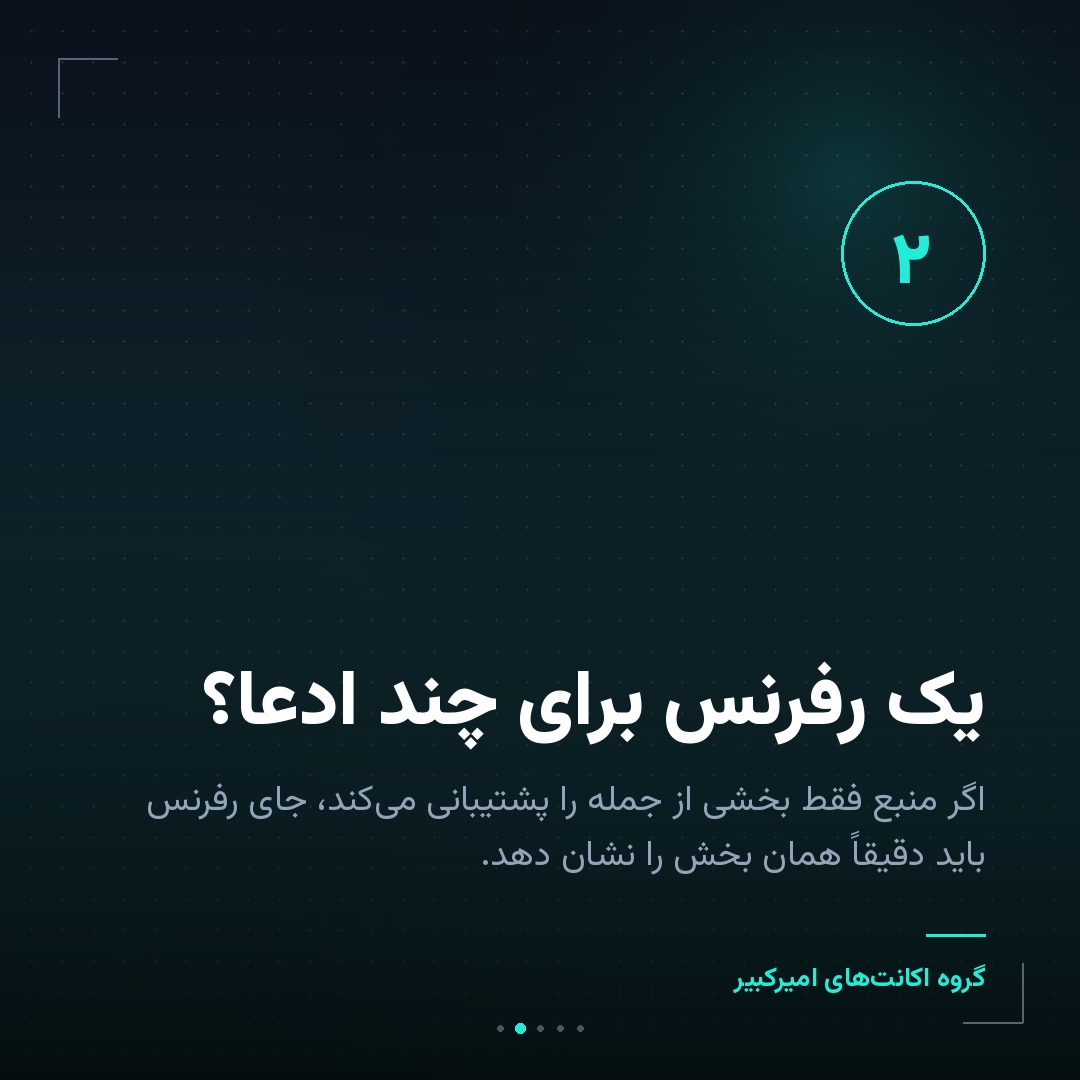 ۲
یک رفرنس برای چند ادعا؟
اگر منبع فقط بخشی از جمله را پشتیبانی می‌کند، جای رفرنس
باید دقیقاً همان بخش را نشان دهد.
گروه اکانت‌های امیرکبیر